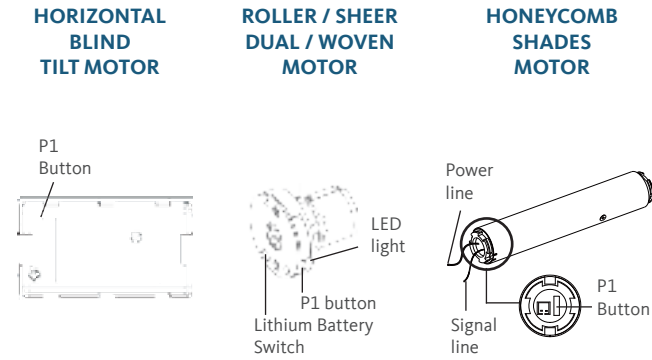 HORIZONTAL
BLIND
TILT MOTOR
ROLLER / SHEER
DUAL / WOVEN
MOTOR
HONEYCOMB
SHADES
MOTOR
P1
Button
LED
light
P1 button
Lithium Battery
Switch
Power
line
Signal
line
P1
Button